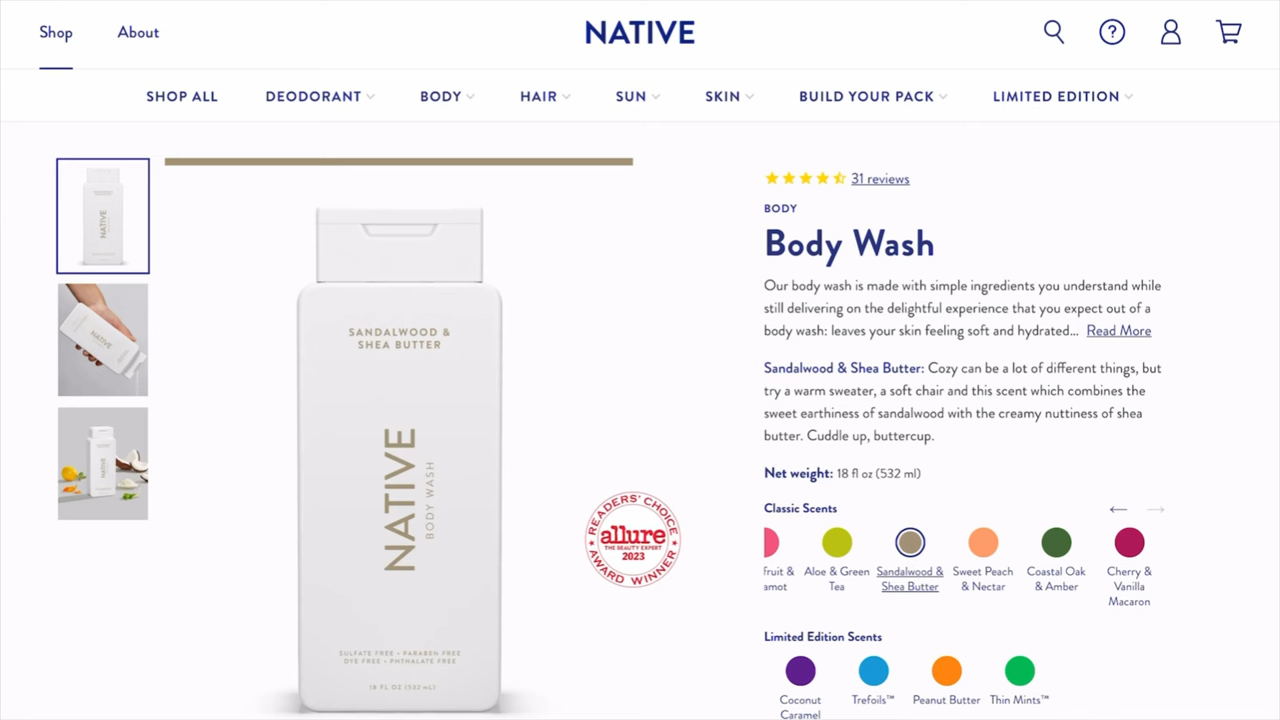 Shop
About
NATIVE
SHOP ALL
DEODORANT
BODY
HAIR
SUN
SKIN
BUILD YOUR PACK
LIMITED EDITION
SANDALWOOD &
SHEA BUTTER
NATIVE
BODY WASH
SULFATE FREE • PARABEN FREE
DYE FREE • PHTHALATE FREE
18 FL OZ (532 mL)
READERS' CHOICE
allure
THE BEAUTY EXPERT
2023
AWARD WINNER
31 reviews
BODY
Body Wash
Our body wash is made with simple ingredients you understand while
still delivering on the delightful experience that you expect out of a
body wash: leaves your skin feeling soft and hydrated... Read More
Sandalwood & Shea Butter: Cozy can be a lot of different things, but
try a warm sweater, a soft chair and this scent which combines the
sweet earthiness of sandalwood with the creamy nuttiness of shea
butter. Cuddle up, buttercup.
Net weight: 18 fl oz (532 ml)
Classic Scents
fruit &
amot
Aloe & Green
Tea
Sandalwood &
Shea Butter
Sweet Peach
& Nectar
Coastal Oak
& Amber
Cherry &
Vanilla
Macaron
Limited Edition Scents
Coconut
Caramel
Trefoils™
Peanut Butter
Thin Mints™